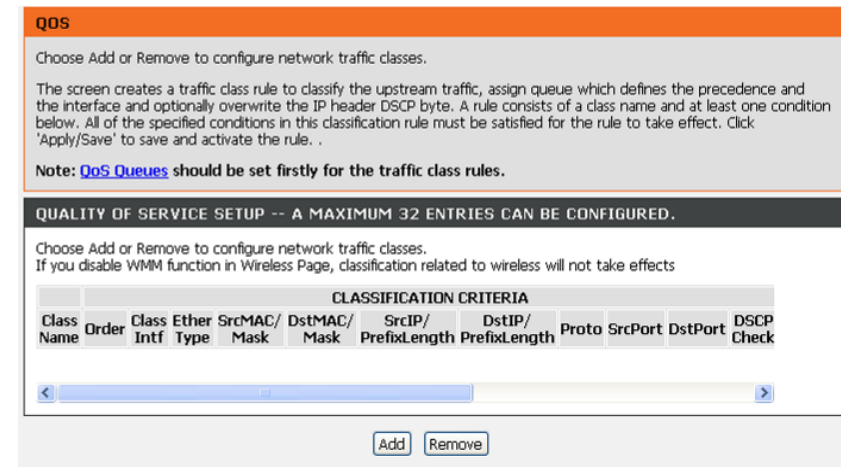 QOS
Choose Add or Remove to configure network traffic classes.
The screen creates a traffic class rule to classify the upstream traffic, assign queue which defines the precedence and
the interface and optionally overwrite the IP header DSCP byte. A rule consists of a class name and at least one condition
below. All of the specified conditions in this classification rule must be satisfied for the rule to take effect. Click
'Apply/Save' to save and activate the rule. .
Note: QoS Queues should be set firstly for the traffic class rules.
QUALITY OF SERVICE SETUP -- A MAXIMUM 32 ENTRIES CAN BE CONFIGURED.
Choose Add or Remove to configure network traffic classes.
If you disable WMM function in Wireless Page, classification related to wireless will not take effects
CLASSIFICATION CRITERIA
Class Name Order Class Intf Ether Type SrcMAC/ Mask DstMAC/ Mask SrcIP/ PrefixLength DstIP/ PrefixLength Proto SrcPort DstPort DSCP Check
Add Remove